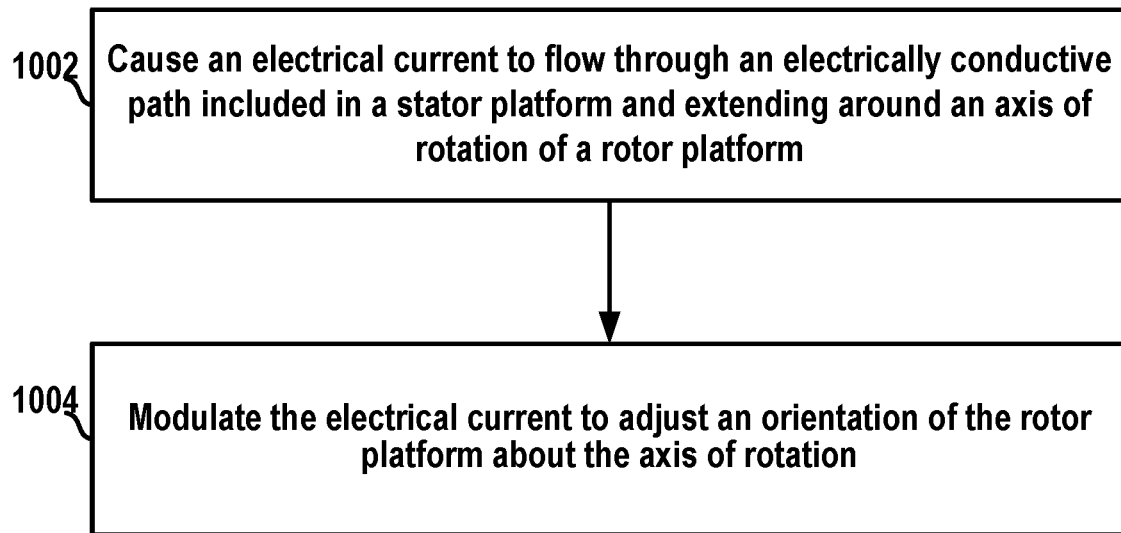 1002
Cause an electrical current to flow through an electrically conductive
path included in a stator platform and extending around an axis of
rotation of a rotor platform
1004
Modulate the electrical current to adjust an orientation of the rotor
platform about the axis of rotation